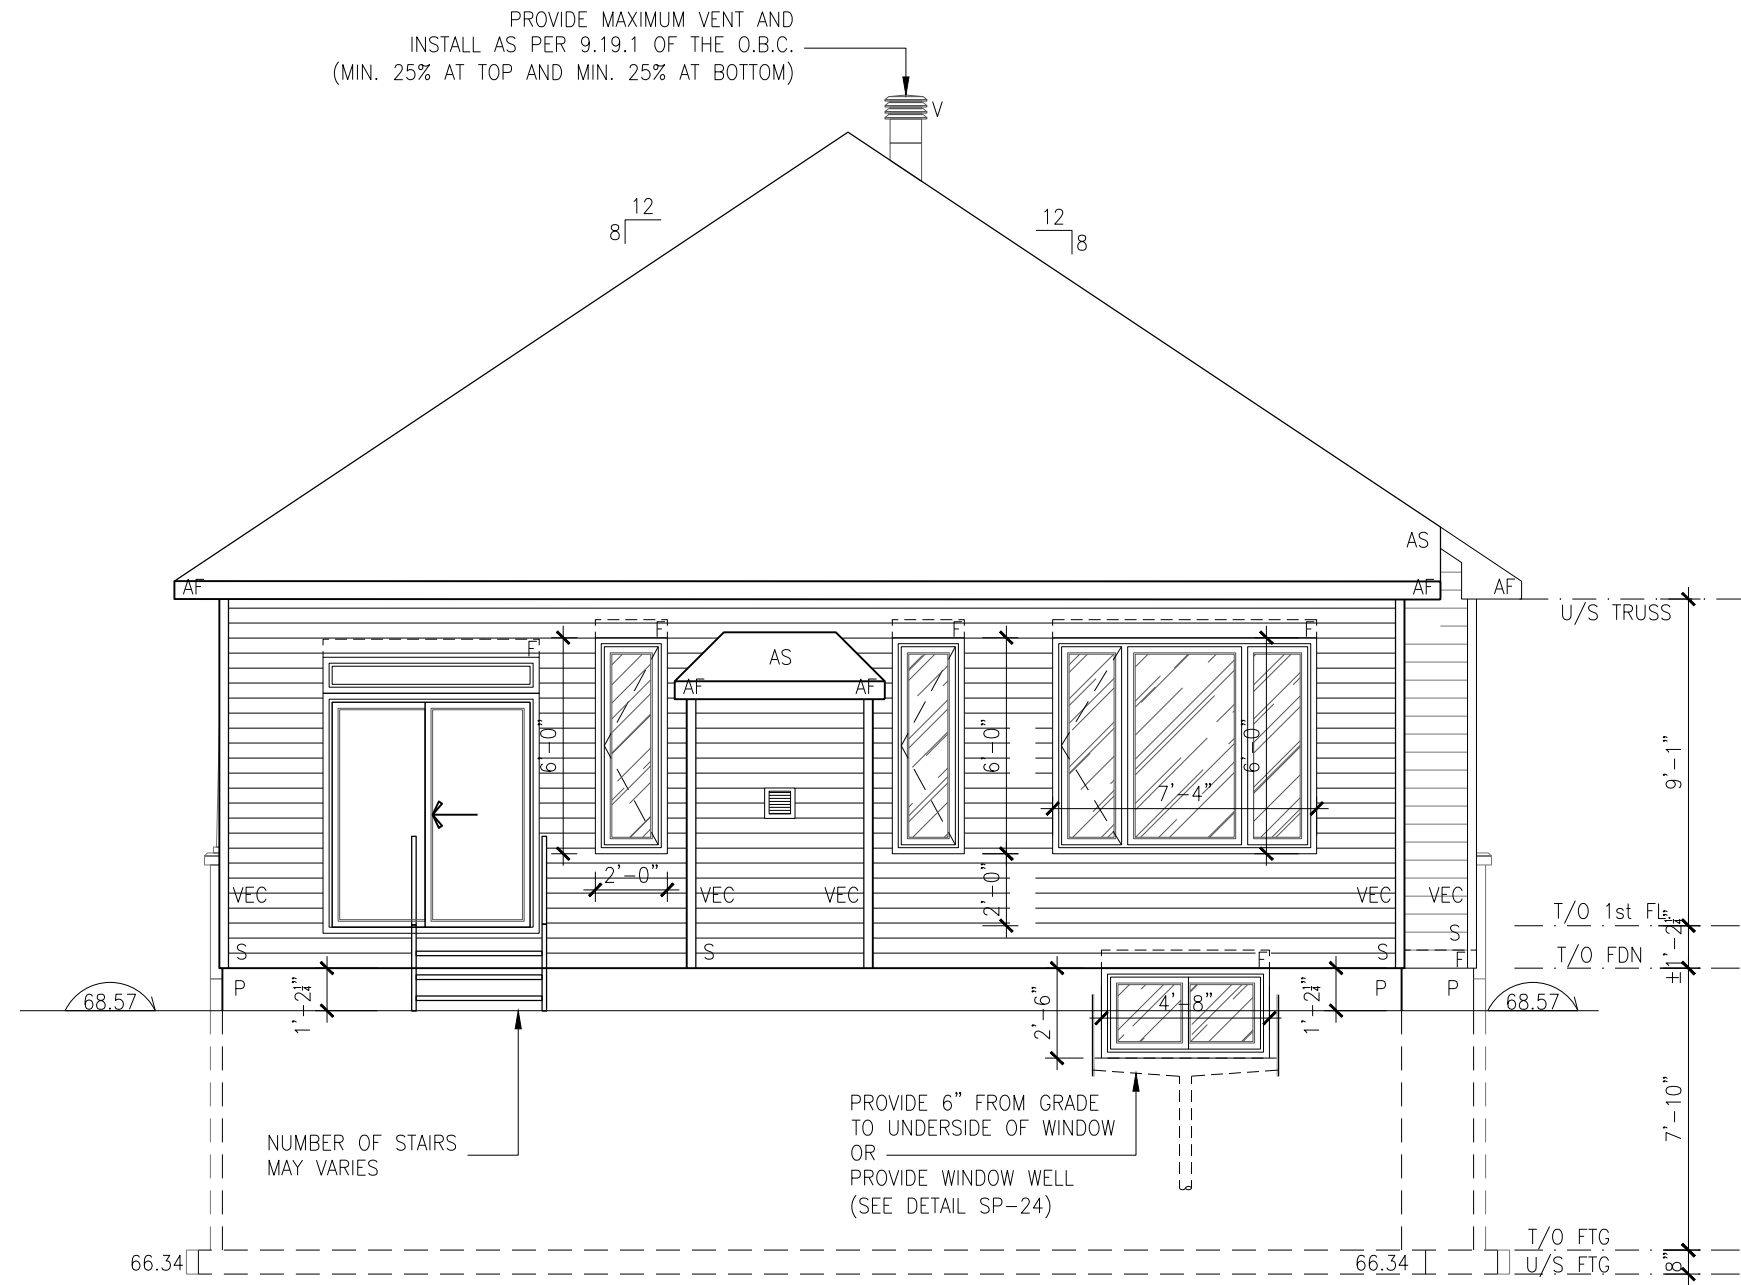 PROVIDE MAXIMUM VENT AND
INSTALL AS PER 9.19.1 OF THE O.B.C.
(MIN. 25% AT TOP AND MIN. 25% AT BOTTOM)
V
12
8
12
8
AS
AF
AF
AF
U/S TRUSS
F
F
F
F
AS
AF
AF
6'-0"
6'-0"
6'-0"
9'-1"
7'-4"
2'-0"
2'-0"
VEC
VEC
VEC
VEC
VEC
T/O 1st FL.
S
S
S
S
F
F
T/O FDN
±1'-2¼"
P
P
P
68.57
68.57
1'-2¼"
2'-6"
4'-8"
1'-2¼"
PROVIDE 6" FROM GRADE
TO UNDERSIDE OF WINDOW
OR
PROVIDE WINDOW WELL
(SEE DETAIL SP-24)
NUMBER OF STAIRS
MAY VARIES
7'-10"
T/O FTG
66.34
66.34
U/S FTG
8"